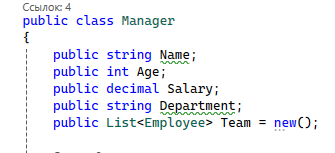 Ссылок: 4
public class Manager
{
public string Name;
public int Age;
public decimal Salary;
public string Department;
public List<Employee> Team = new();